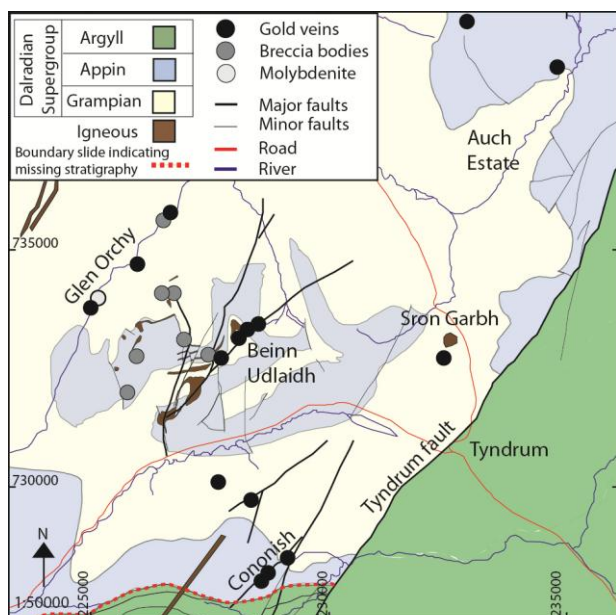 Dalradian
Supergroup
Argyll
Appin
Grampian
Igneous
Boundary slide indicating
missing stratigraphy
Gold veins
Breccia bodies
Molybdenite
Major faults
Minor faults
Road
River
Auch
Estate
735000
Glen Orchy
Sron Garbh
Beinn
Udlaidh
Tyndrum fault
Tyndrum
730000
Cononish
N
1:50000
225000
230000
235000